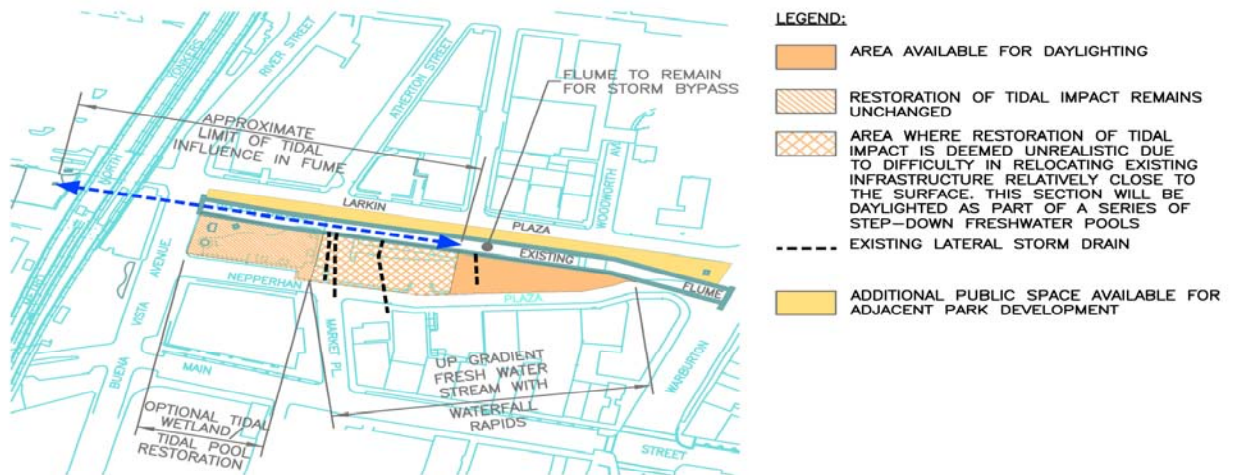 YONKERS
NORTH
RIVER STREET
ATHERTON STREET
FLUME TO REMAIN
FOR STORM BYPASS
APPROXIMATE
LIMIT OF TIDAL
INFLUENCE IN FUME
WOODWORTH AV.
LARKIN
PLAZA
EXISTING
FLUME
NEPPERHAN
PLAZA
VISTA
AVENUE
BUENA
MARKET PL.
MAIN
STREET
WARBURTON
UP GRADIENT
FRESH WATER
STREAM WITH
WATERFALL
RAPIDS
OPTIONAL TIDAL
WETLAND/
TIDAL POOL
RESTORATION
LEGEND:
AREA AVAILABLE FOR DAYLIGHTING
RESTORATION OF TIDAL IMPACT REMAINS
UNCHANGED
AREA WHERE RESTORATION OF TIDAL
IMPACT IS DEEMED UNREALISTIC DUE
TO DIFFICULTY IN RELOCATING EXISTING
INFRASTRUCTURE RELATIVELY CLOSE TO
THE SURFACE. THIS SECTION WILL BE
DAYLIGHTED AS PART OF A SERIES OF
STEP-DOWN FRESHWATER POOLS
EXISTING LATERAL STORM DRAIN
ADDITIONAL PUBLIC SPACE AVAILABLE FOR
ADJACENT PARK DEVELOPMENT